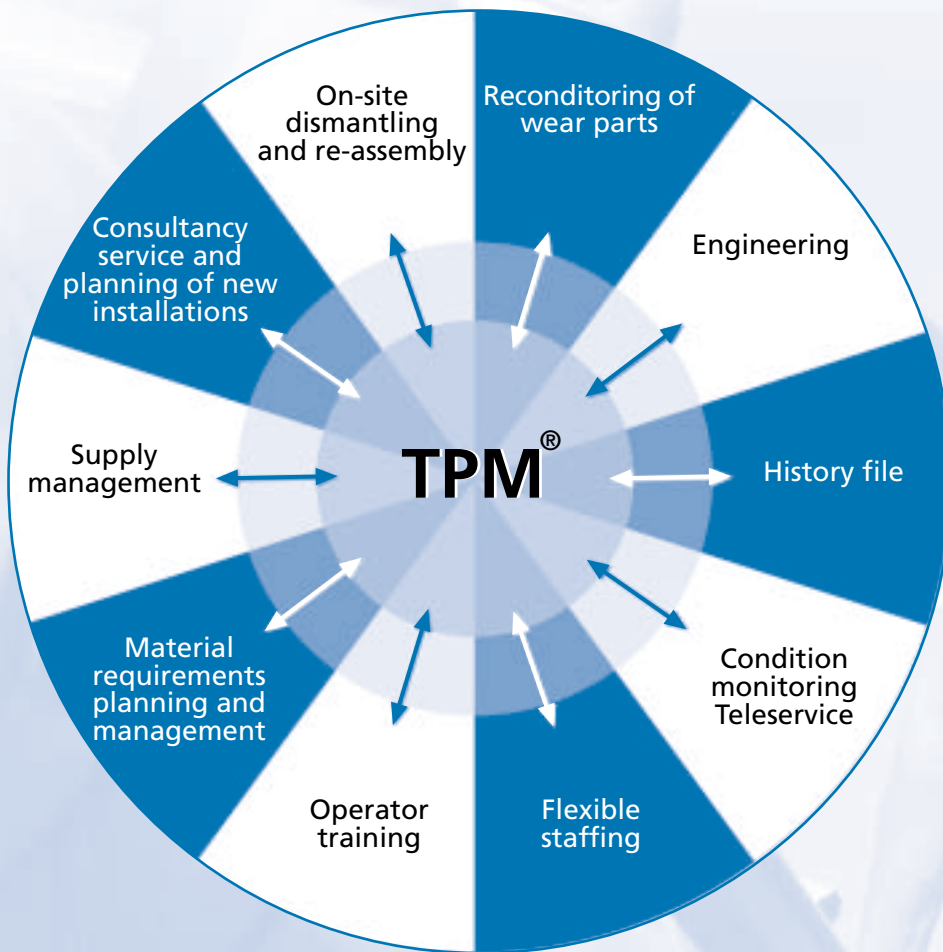 On-site
dismantling
and re-assembly
Reconditoring of
wear parts
Engineering
History file
Condition
monitoring
Teleservice
Flexible
staffing
Operator
training
Material
requirements
planning and
management
Supply
management
Consultancy
service and
planning of new
installations
TPM®